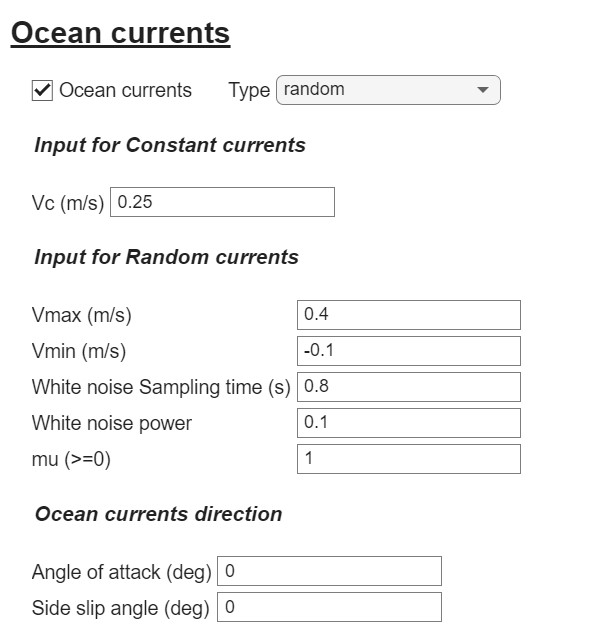 Ocean currents
Ocean currents Type random
Input for Constant currents
Vc (m/s) 0.25
Input for Random currents
Vmax (m/s) 0.4
Vmin (m/s) -0.1
White noise Sampling time (s) 0.8
White noise power 0.1
mu (>=0) 1
Ocean currents direction
Angle of attack (deg) 0
Side slip angle (deg) 0